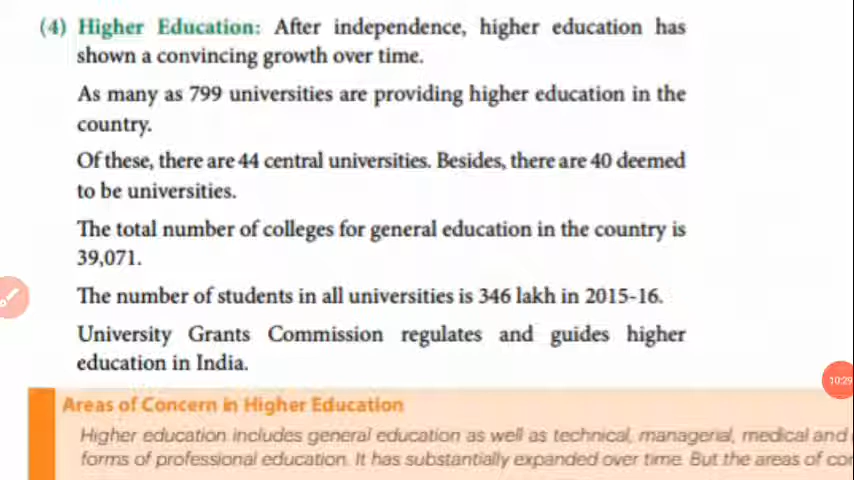 (4) Higher Education: After independence, higher education has
shown a convincing growth over time.
As many as 799 universities are providing higher education in the
country.
Of these, there are 44 central universities. Besides, there are 40 deemed
to be universities.
The total number of colleges for general education in the country is
39,071.
The number of students in all universities is 346 lakh in 2015-16.
University Grants Commission regulates and guides higher
education in India.
10:29
Areas of Concern in Higher Education
Higher education includes general education as well as technical, managerial, medical and
forms of professional education. It has substantially expanded over time. But the areas of